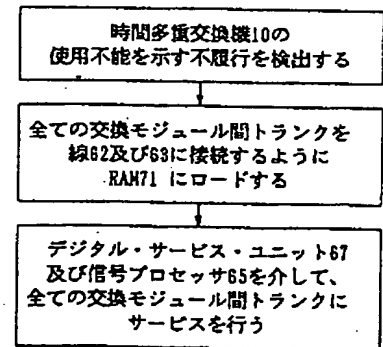 時間多重交換機10の
使用不能を示す不履行を検出する
全ての交換モジュール間トランクを
線62及び63に接続するように
RAM71 にロードする
デジタル・サービス・ユニット67
及び信号プロセッサ65を介して、
全ての交換モジュール間トランクに
サービスを行う